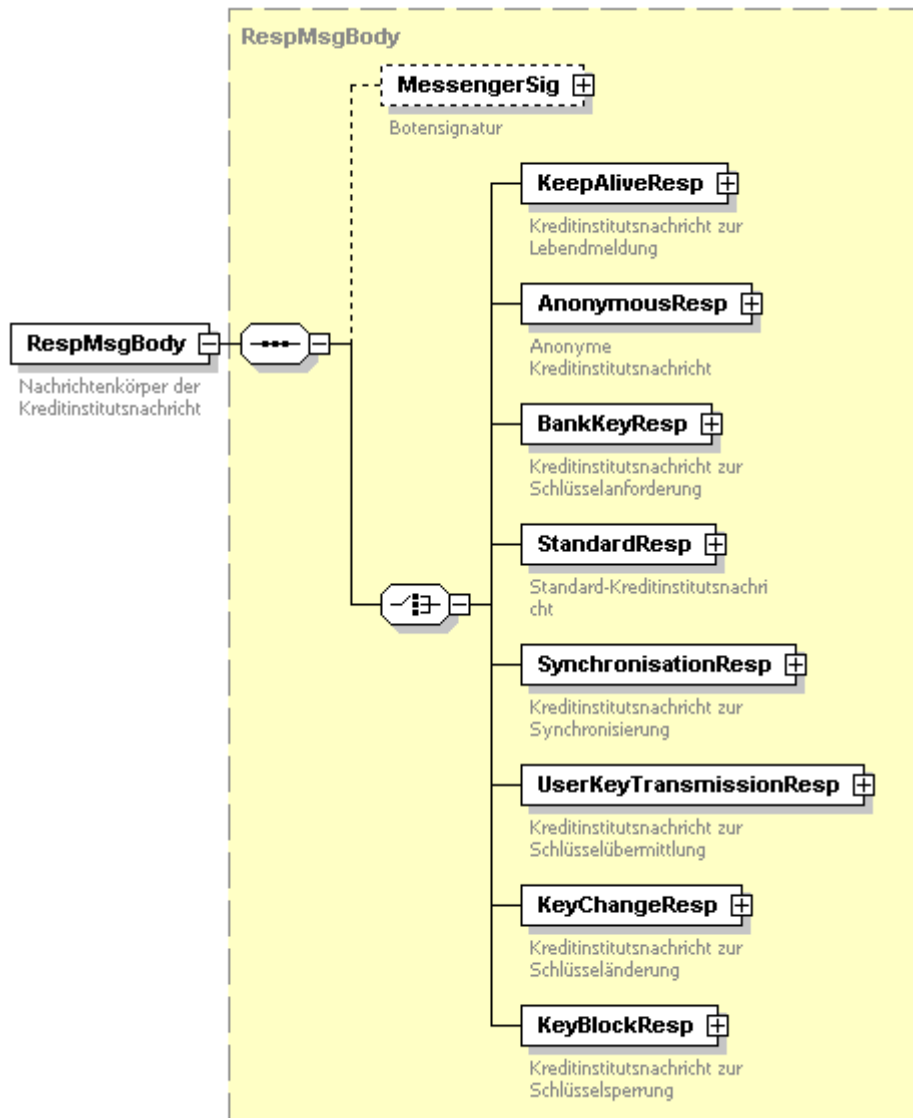 RespMsgBody
MessengerSig
Botensignatur
KeepAliveResp
Kreditinstitutsnachricht zur
Lebendmeldung
AnonymousResp
Anonyme
Kreditinstitutsnachricht
RespMsgBody
Nachrichtenkörper der
Kreditinstitutsnachricht
BankKeyResp
Kreditinstitutsnachricht zur
Schlüsselanforderung
StandardResp
Standard-Kreditinstitutsnachri
cht
SynchronisationResp
Kreditinstitutsnachricht zur
Synchronisierung
UserKeyTransmissionResp
Kreditinstitutsnachricht zur
Schlüsselübermittlung
KeyChangeResp
Kreditinstitutsnachricht zur
Schlüsseländerung
KeyBlockResp
Kreditinstitutsnachricht zur
Schlüsselsperrung